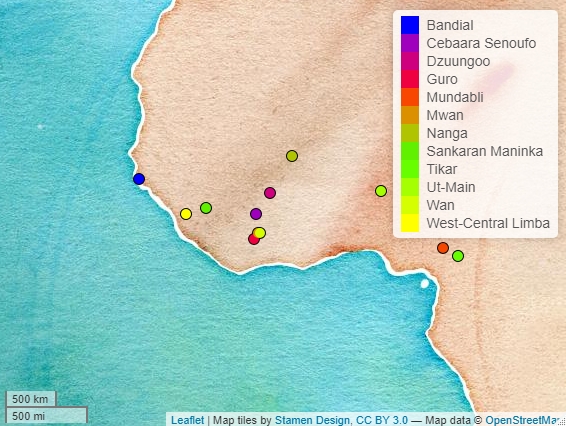 Bandial
Cebaara Senoufo
Dzuungoo
Guro
Mundabli
Mwan
Nanga
Sankaran Maninka
Tikar
Ut-Main
Wan
West-Central Limba
500 km
500 mi
Leaflet | Map tiles by Stamen Design, CC BY 3.0 — Map data © OpenStreetMap